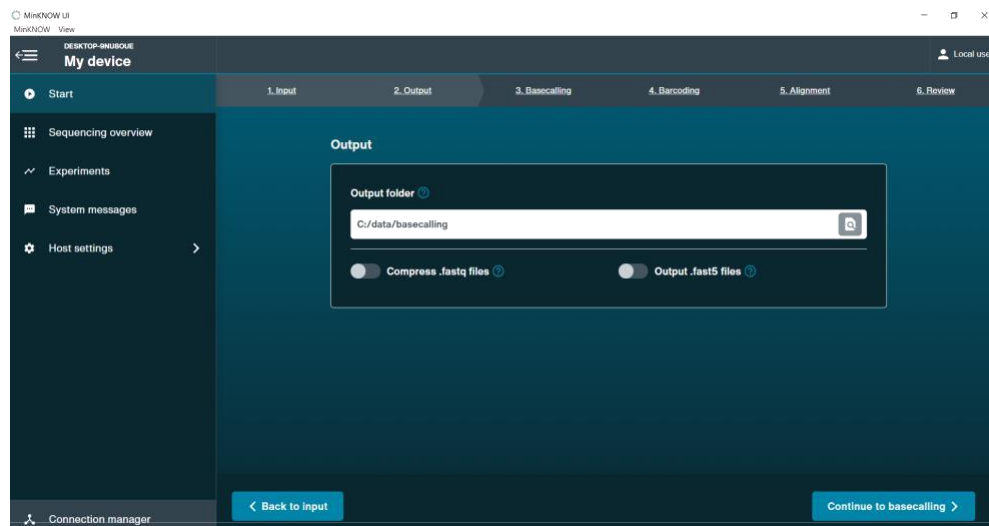 MinKNOW UI
MinKNOW View
DESKTOP-9NU8OUE
My device
Local use
Start
1. Input
2. Output
3. Basecalling
4. Barcoding
5. Alignment
6. Review
Sequencing overview
Experiments
System messages
Host settings
Output
Output folder
C:/data/basecalling
Compress .fastq files
Output .fast5 files
Back to input
Continue to basecalling
Connection manager